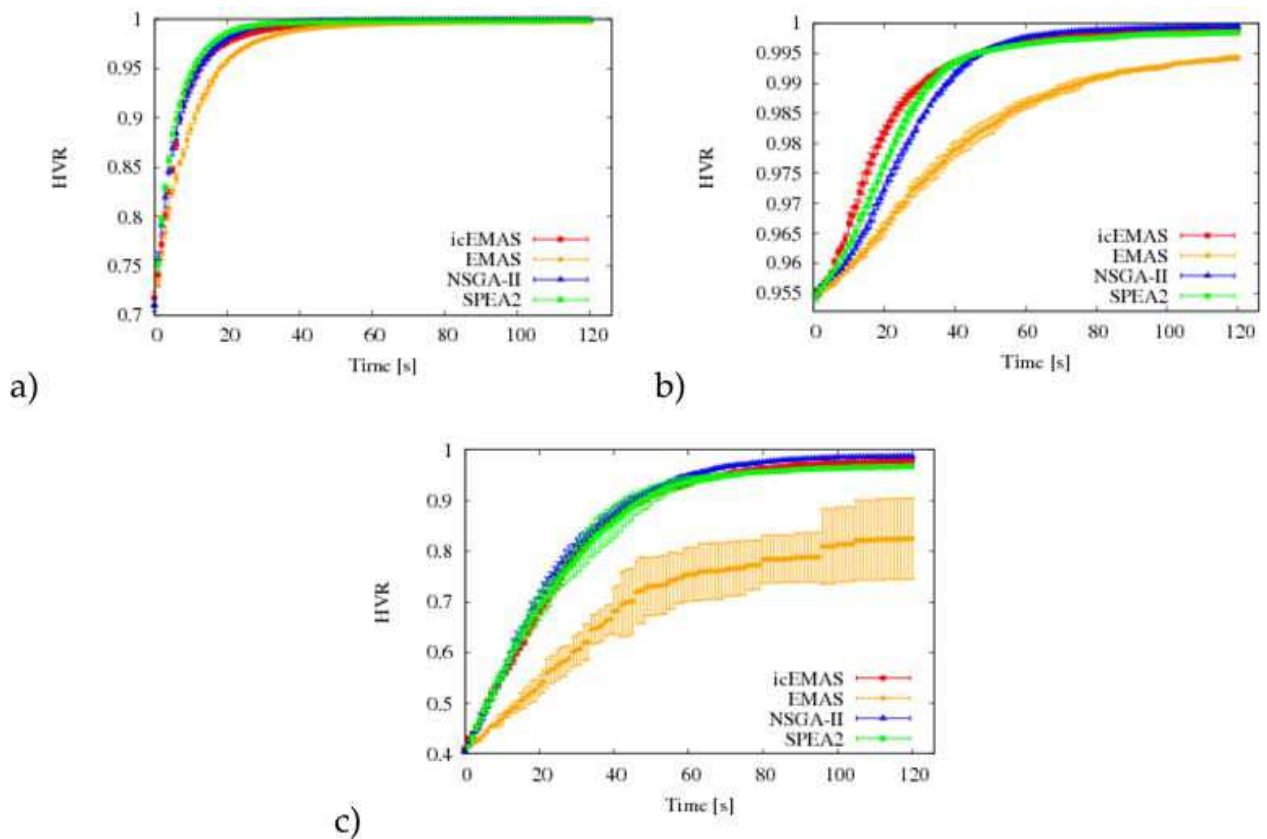 1
0.95
0.9
0.85
0.8
0.75
0.7
HVR
icEMAS
EMAS
NSGA-II
SPEA2
0 20 40 60 80 100 120
Time [s]
a)
1
0.995
0.99
0.985
0.98
0.975
0.97
0.965
0.96
0.955
HVR
icEMAS
EMAS
NSGA-II
SPEA2
0 20 40 60 80 100 120
Time [s]
b)
1
0.9
0.8
0.7
0.6
0.5
0.4
HVR
icEMAS
EMAS
NSGA-II
SPEA2
0 20 40 60 80 100 120
Time [s]
c)